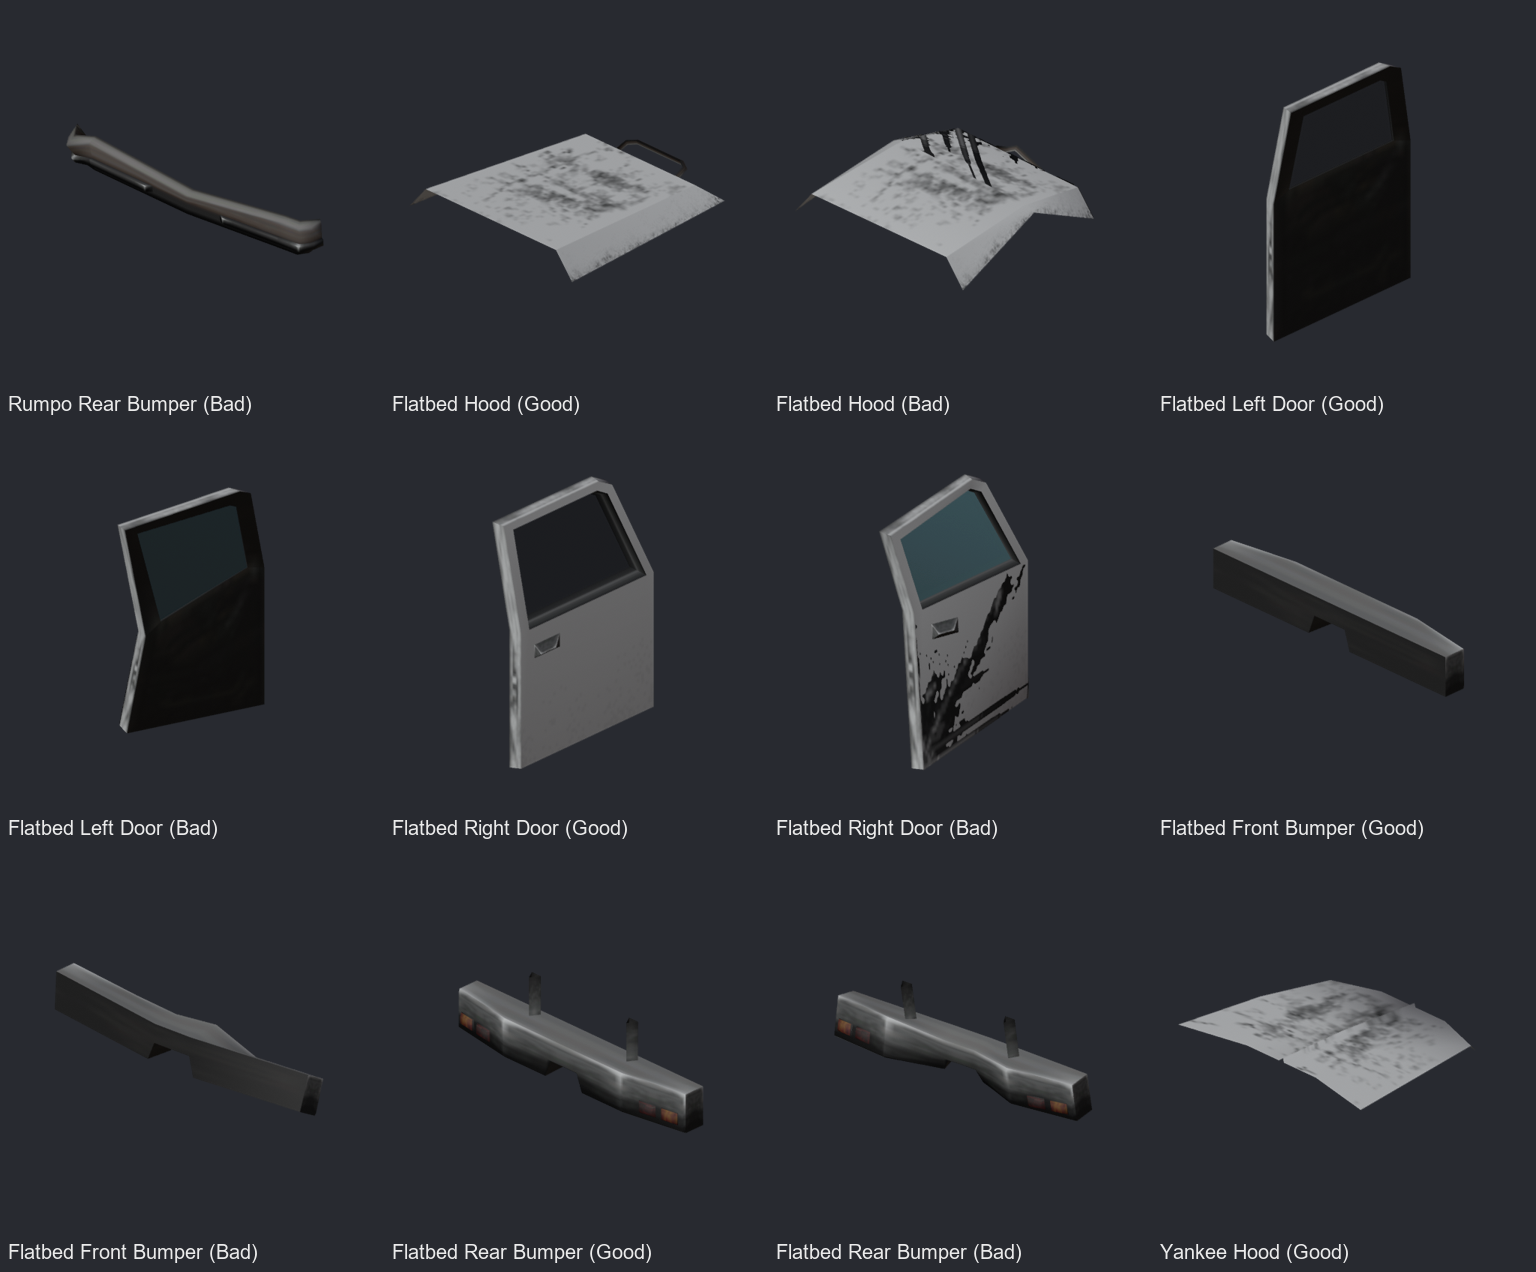 Rumpo Rear Bumper (Bad)
Flatbed Hood (Good)
Flatbed Hood (Bad)
Flatbed Left Door (Good)
Flatbed Left Door (Bad)
Flatbed Right Door (Good)
Flatbed Right Door (Bad)
Flatbed Front Bumper (Good)
Flatbed Front Bumper (Bad)
Flatbed Rear Bumper (Good)
Flatbed Rear Bumper (Bad)
Yankee Hood (Good)